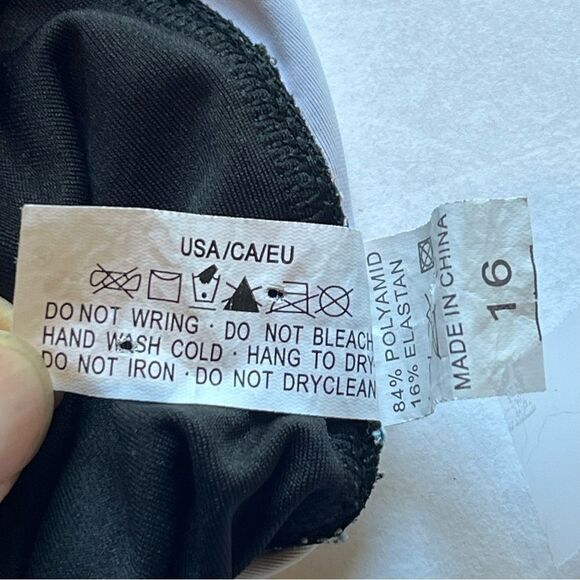 USA/CA/EU
DO NOT WRING · DO NOT BLEACH
HAND WASH COLD · HANG TO DRY
DO NOT IRON · DO NOT DRYCLEAN
84% POLYAMID
16% ELASTAN
MADE IN CHINA
16